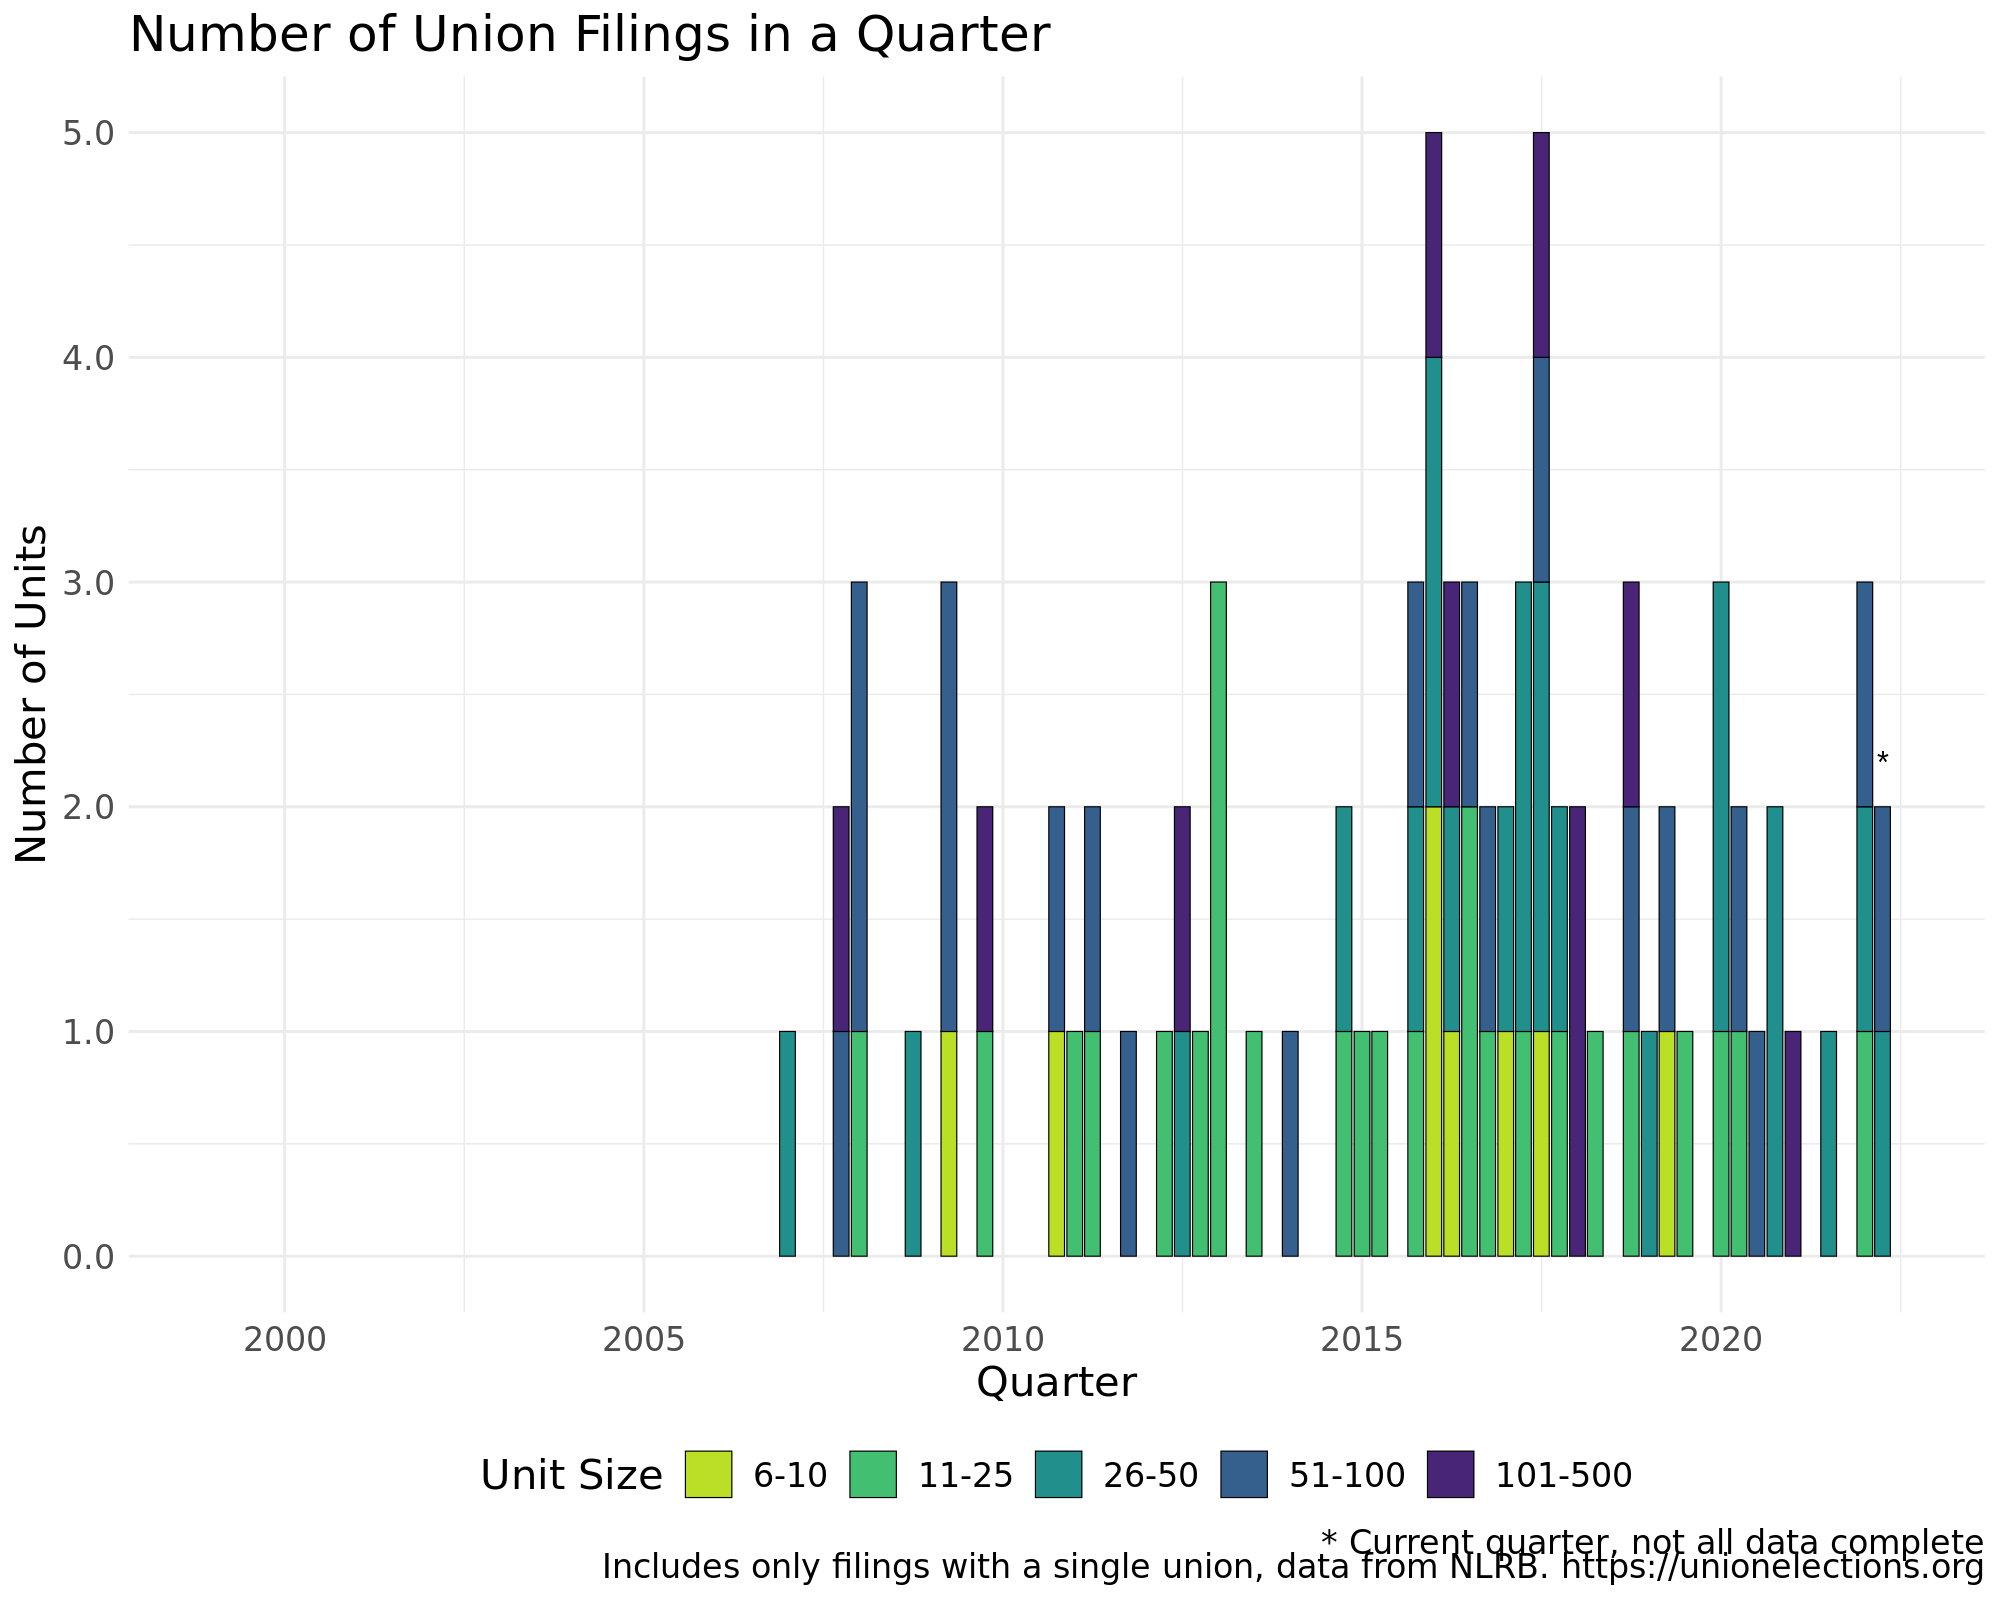 Number of Union Filings in a Quarter
5.0
4.0
3.0
2.0
1.0
0.0
Number of Units
*
2000 2005 2010 2015 2020
Quarter
Unit Size 6-10 11-25 26-50 51-100 101-500
* Current quarter, not all data complete
Includes only filings with a single union, data from NLRB. https://unionelections.org